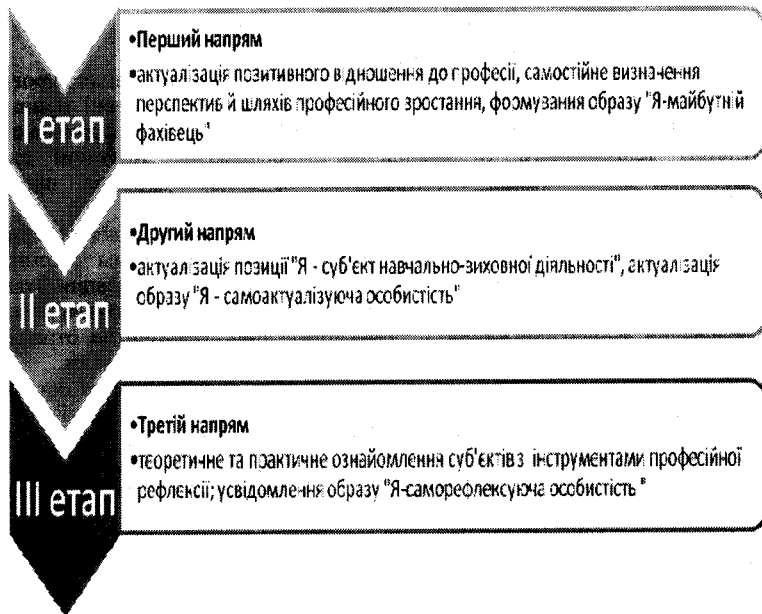 I етап
•Перший напрям
•актуалізація позитивного відношення до професії, самостійне визначення
перспектив й шляхів професійного зростання, формування образу "Я-майбутній
фахівець"
II етап
•Другий напрям
•актуалізація позиції "Я - суб'єкт навчально-виховної діяльності", актуалізація
образу "Я - самоактуалізуюча особистість"
III етап
•Третій напрям
•теоретичне та практичне ознайомлення суб'єктів з інструментами професійної
рефлексії; усвідомлення образу "Я-саморефлексуюча особистість "